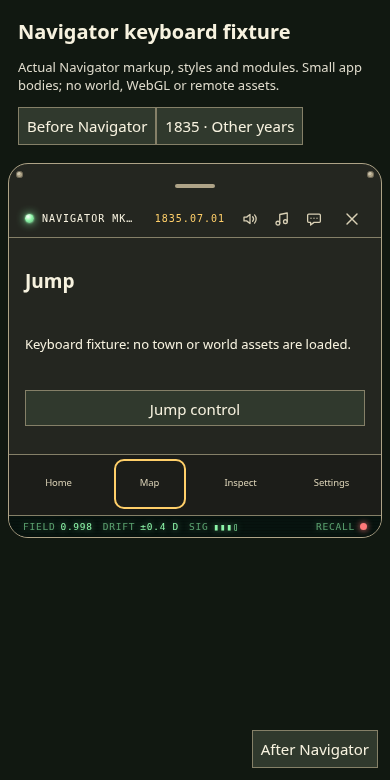 Navigator keyboard fixture
Actual Navigator markup, styles and modules. Small app
bodies; no world, WebGL or remote assets.
Before Navigator 1835 · Other years
NAVIGATOR MK… 1835.07.01
Jump
Keyboard fixture: no town or world assets are loaded.
Jump control
Home Map Inspect Settings
FIELD 0.998 DRIFT ±0.4 D SIG ▮▮▮▯ RECALL
After Navigator